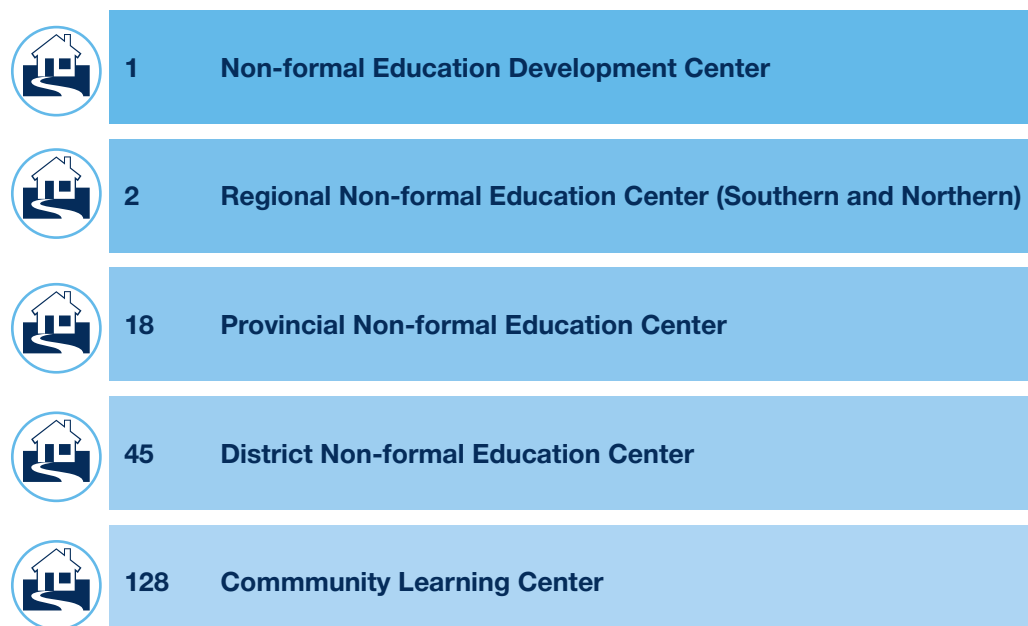 1 Non-formal Education Development Center
2 Regional Non-formal Education Center (Southern and Northern)
18 Provincial Non-formal Education Center
45 District Non-formal Education Center
128 Commmunity Learning Center